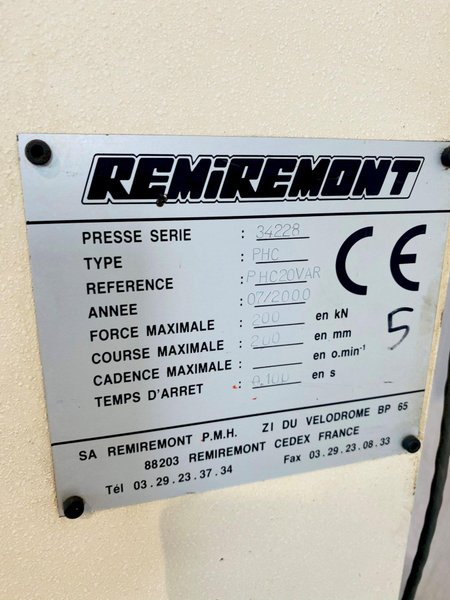 REMiREMONT
PRESSE SERIE : 34228
TYPE : PHC
REFERENCE : PHC20VAR
ANNEE : 07/2000
FORCE MAXIMALE : 200 en kN
COURSE MAXIMALE : 200 en mm
CADENCE MAXIMALE : en o.min⁻¹
TEMPS D'ARRET : 0.100 en s
CE
5
SA REMIREMONT P.M.H. ZI DU VELODROME BP 65
88203 REMIREMONT CEDEX FRANCE
Tél 03.29.23.37.34 Fax 03.29.23.08.33